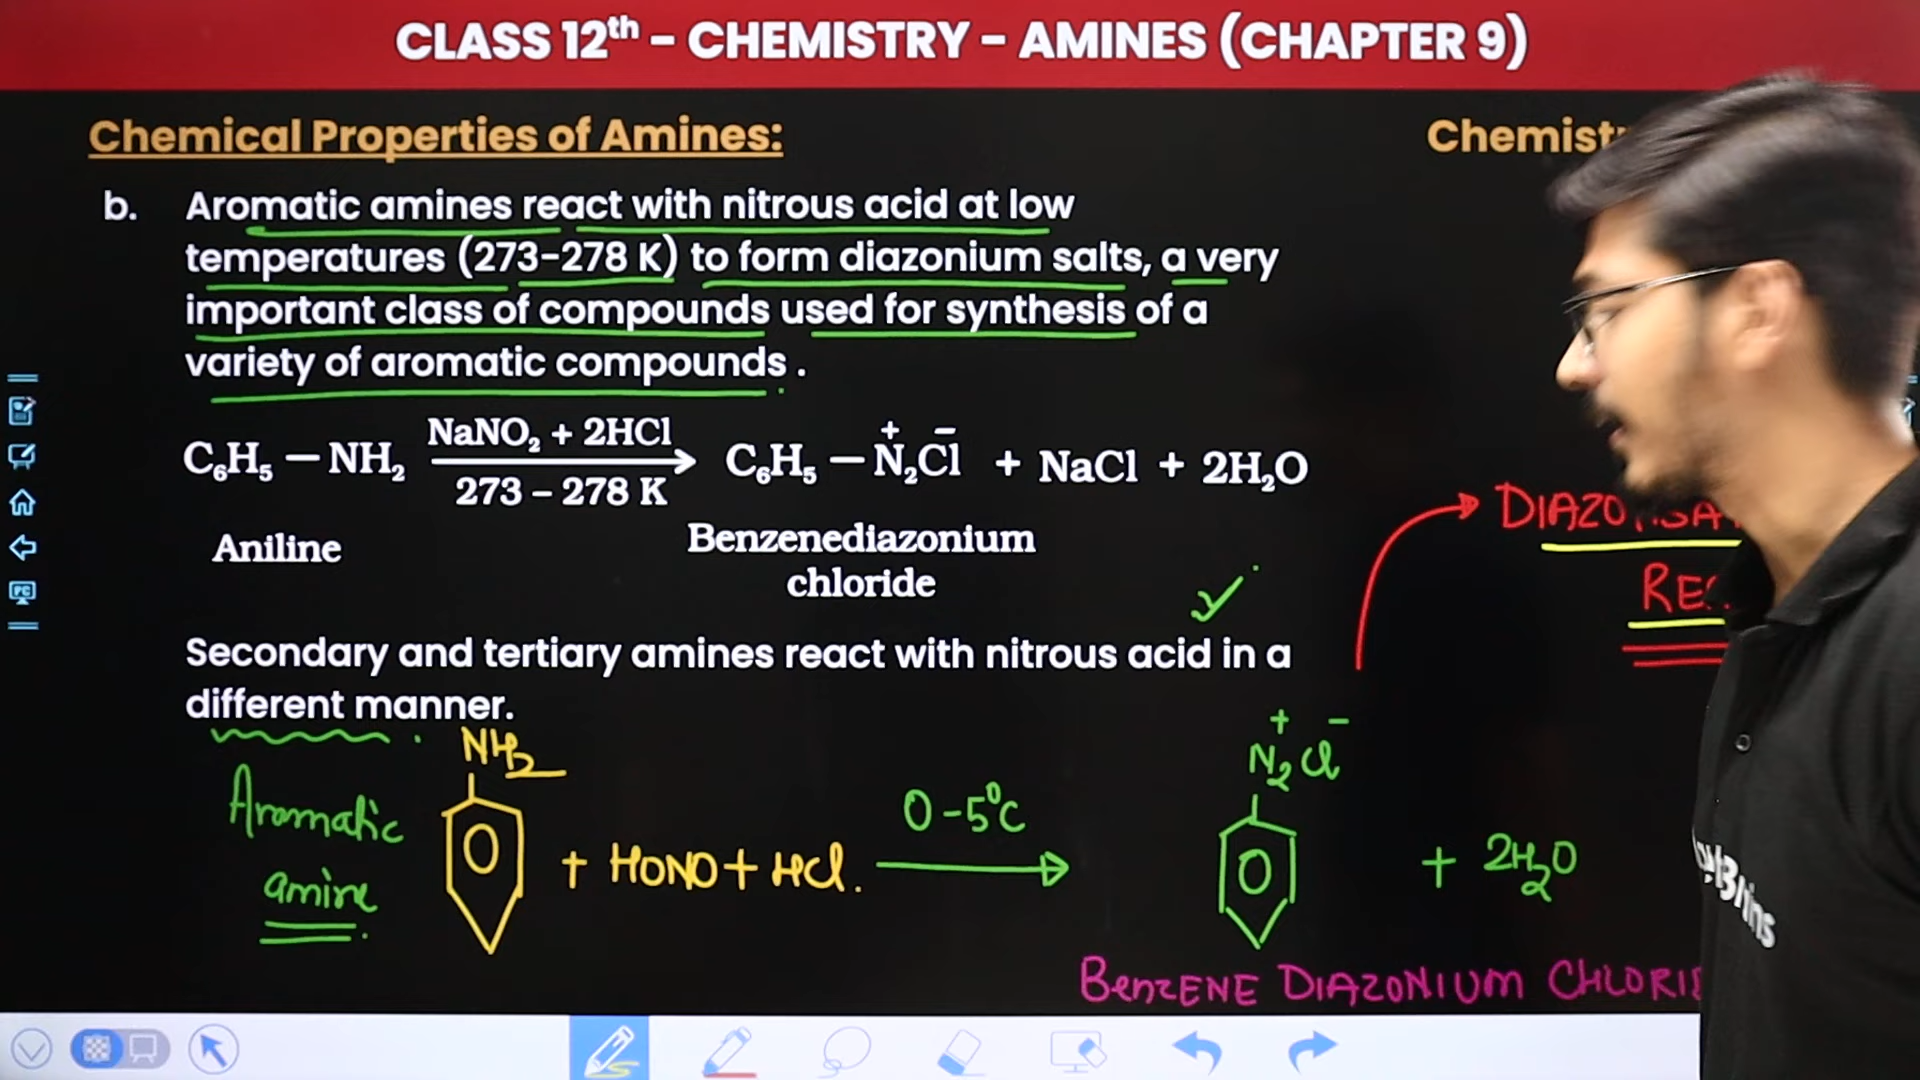 CLASS 12th - CHEMISTRY - AMINES (CHAPTER 9)
Chemical Properties of Amines:
b. Aromatic amines react with nitrous acid at low
temperatures (273-278 K) to form diazonium salts, a very
important class of compounds used for synthesis of a
variety of aromatic compounds .
C₆H₅ — NH₂ NaNO₂ + 2HCl 273 – 278 K → C₆H₅ — N⁺₂Cl⁻ + NaCl + 2H₂O
Aniline Benzenediazonium
chloride
Secondary and tertiary amines react with nitrous acid in a
different manner.
Aromatic
amine
NH₂
+ HONO + HCl. 0-5°C → N₂⁺Cl⁻ + 2H₂O
BENZENE DIAZONIUM